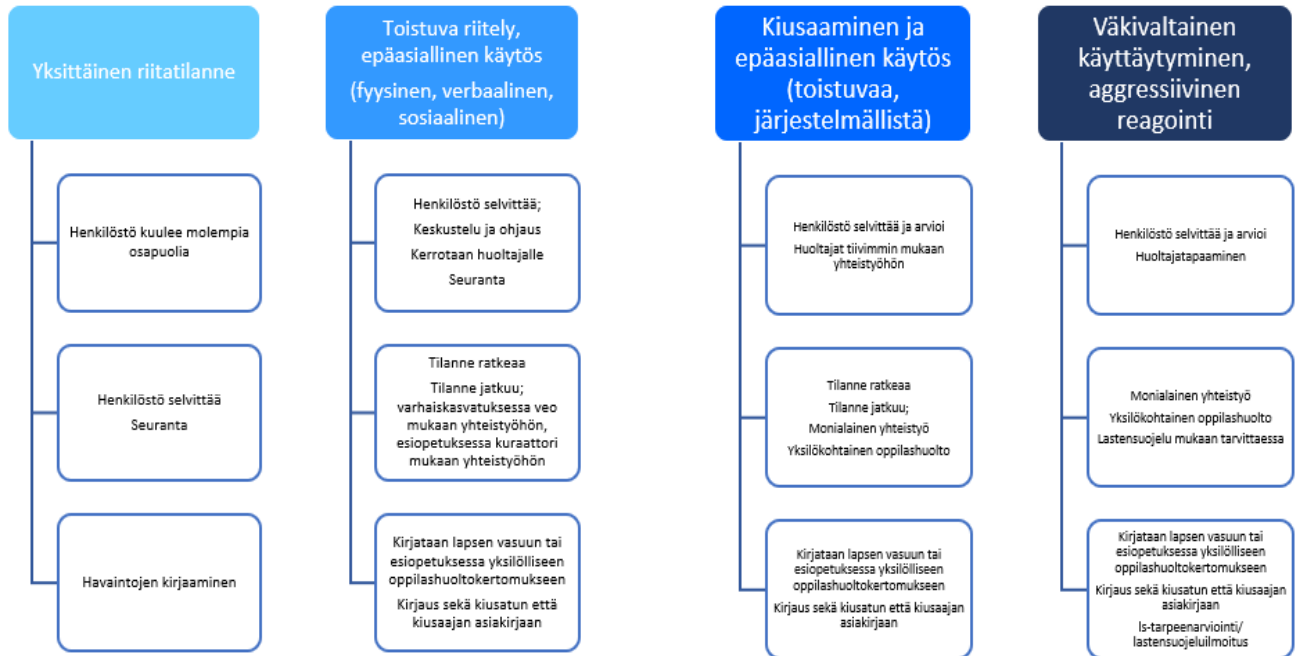 Yksittäinen riitatilanne
Henkilöstö kuulee molempia
osapuolia
Henkilöstö selvittää
Seuranta
Havaintojen kirjaaminen
Toistuva riitely,
epäasiallinen käytös
(fyysinen, verbaalinen,
sosiaalinen)
Henkilöstö selvittää;
Keskustelu ja ohjaus
Kerrotaan huoltajalle
Seuranta
Tilanne ratkeaa
Tilanne jatkuu;
varhaiskasvatuksessa veo
mukaan yhteistyöhön,
esiopetuksessa kuraattori
mukaan yhteistyöhön
Kirjataan lapsen vasuun tai
esiopetuksessa yksilölliseen
oppilashuoltokertomukseen
Kirjaus sekä kiusatun että
kiusaajan asiakirjaan
Kiusaaminen ja
epäasiallinen käytös
(toistuvaa,
järjestelmällistä)
Henkilöstö selvittää ja arvioi
Huoltajat tiivimmin mukaan
yhteistyöhön
Tilanne ratkeaa
Tilanne jatkuu;
Monialainen yhteistyö
Yksilökohtainen oppilashuolto
Kirjataan lapsen vasuun tai
esiopetuksessa yksilölliseen
oppilashuoltokertomukseen
Kirjaus sekä kiusatun että kiusaajan
asiakirjaan
Väkivaltainen
käyttäytyminen,
aggressiivinen
reagointi
Henkilöstö selvittää ja arvioi
Huoltajatapaaminen
Monialainen yhteistyö
Yksilökohtainen oppilashuolto
Lastensuojelu mukaan tarvittaessa
Kirjataan lapsen vasuun tai
esiopetuksessa yksilölliseen
oppilashuoltokertomukseen
Kirjaus sekä kiusatun että kiusaajan
asiakirjaan
ls-tarpeenarviointi/
lastensuojeluilmoitus